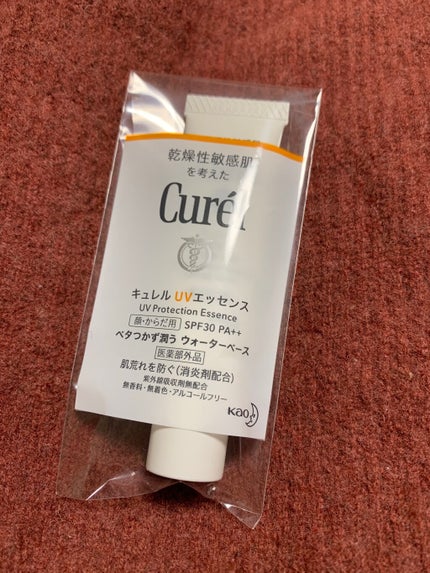 乾燥性敏感肌
を考えた
Curél
キュレル UVエッセンス
UV Protection Essence
顔・からだ用 SPF30 PA++
ベタつかず潤う ウォーターベース
医薬部外品
肌荒れを防ぐ(消炎剤配合)
紫外線吸収剤無配合
無香料・無着色・アルコールフリー
Kao